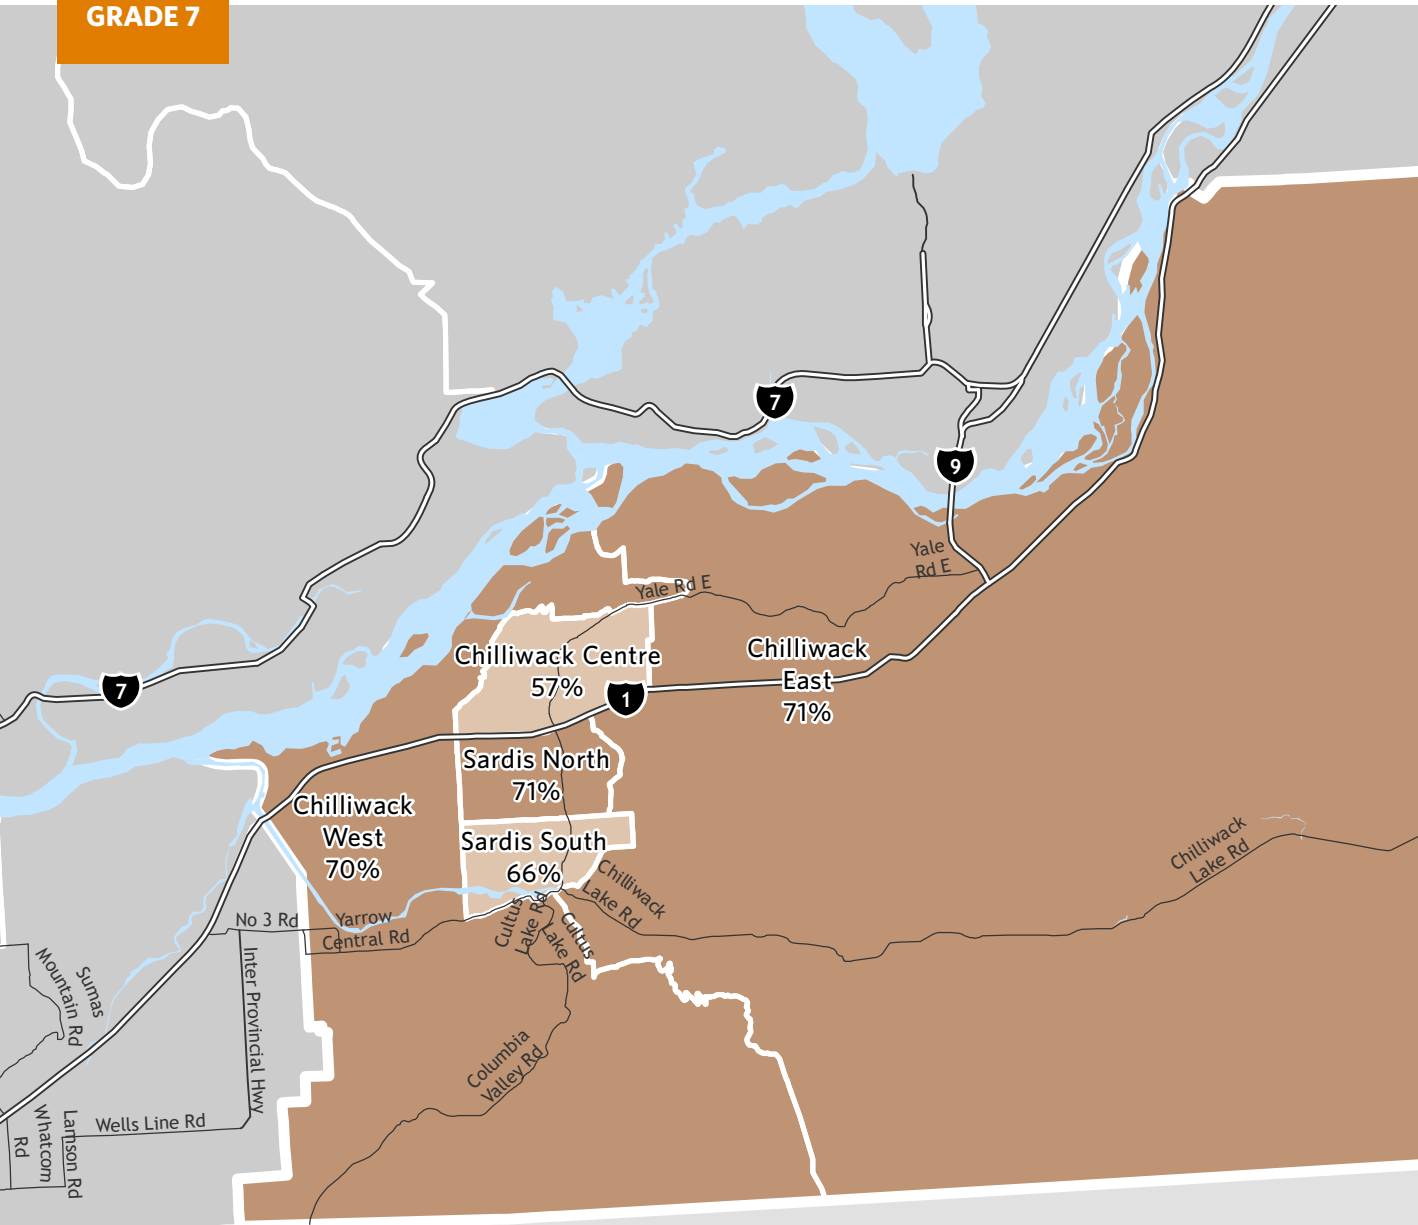 GRADE 7
7
9
Yale
Rd E
Yale Rd E
Chilliwack Centre
57%
Chilliwack
East
71%
7
1
Sardis North
71%
Chilliwack
West
70%
Sardis South
66%
Chilliwack
Lake Rd
Chilliwack
Lake Rd
No 3 Rd
Yarrow
Central Rd
Cultus
Lake Rd
Cultus
Lake Rd
Sumas
Mountain Rd
Inter Provincial Hwy
Columbia
Valley Rd
Wells Line Rd
Whatcom
Rd
Lamson Rd